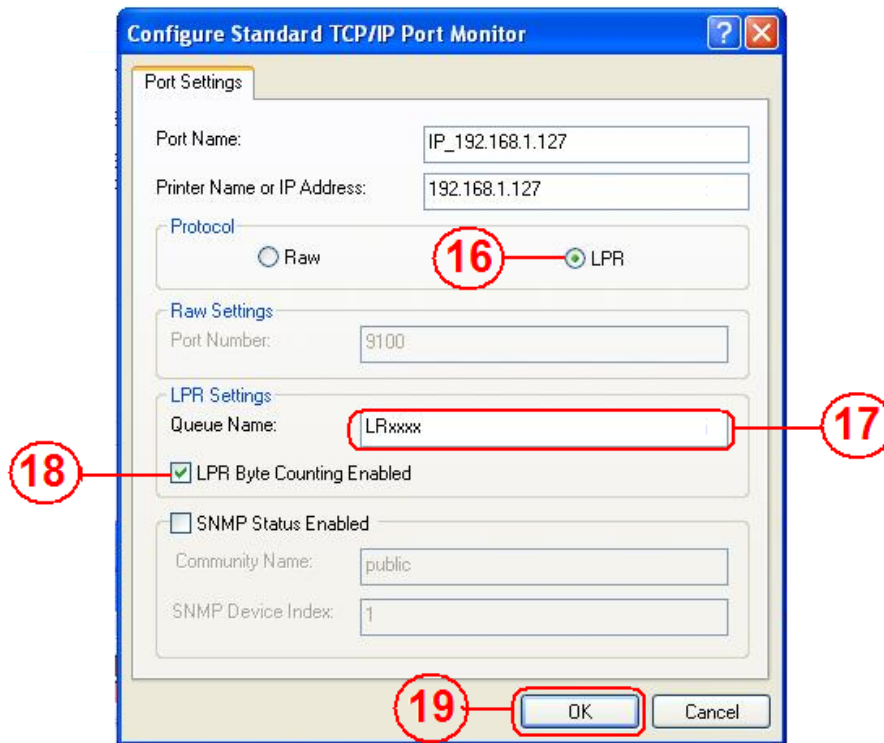 Configure Standard TCP/IP Port Monitor
Port Settings
Port Name: IP_192.168.1.127
Printer Name or IP Address: 192.168.1.127
Protocol
Raw 16 LPR
Raw Settings
Port Number: 9100
LPR Settings
Queue Name: LRxxxx 17
18 LPR Byte Counting Enabled
SNMP Status Enabled
Community Name: public
SNMP Device Index: 1
19 OK Cancel